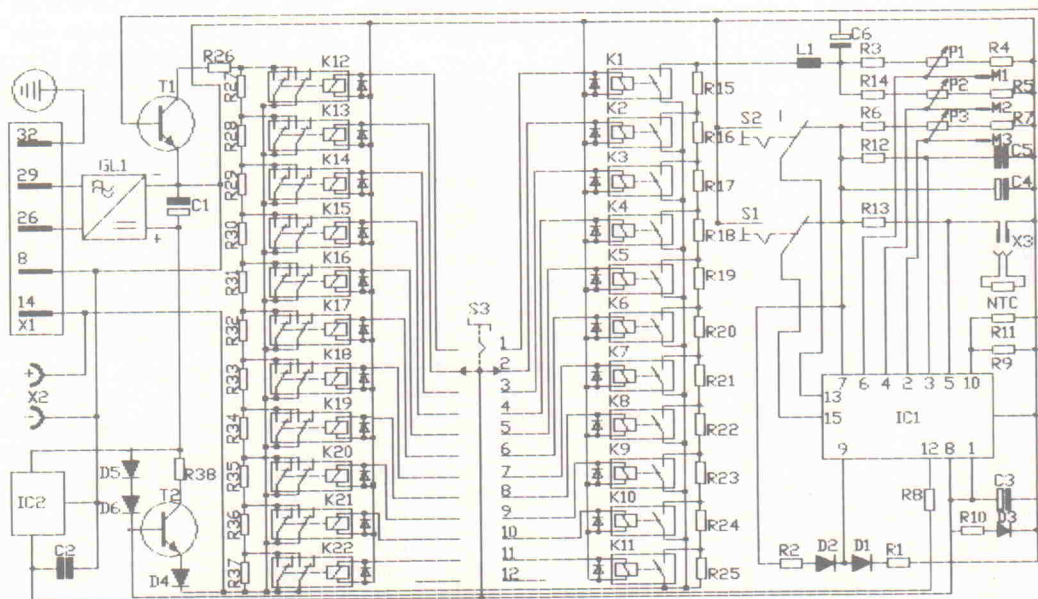 C6
R26
K12
K1
L1
R3
P1
R4
T1
R27
R15
M1
R14
P2
R5
32
K13
K2
M2
R28
S2
R16
R6
P3
R7
K14
K3
R12
M3
C5
29
GL1
R29
R17
C4
26
C1
K15
K4
S1
R13
R30
R18
X3
8
K16
K5
R31
R19
14
K17
K6
NTC
X1
S3
R32
R20
R11
1
K18
K7
2
R9
X2
R33
3
R21
7 6 4 2 3 5 10
K19
K8
4
13
5
15
IC1
R34
R22
6
K20
K9
9
12 8 1
D5
R38
7
R35
R23
IC2
D6
T2
K21
K10
8
R8
C3
9
R36
R24
R10
D3
10
C2
K22
K11
11
R2
D2
D1
R1
D4
R37
12
R25